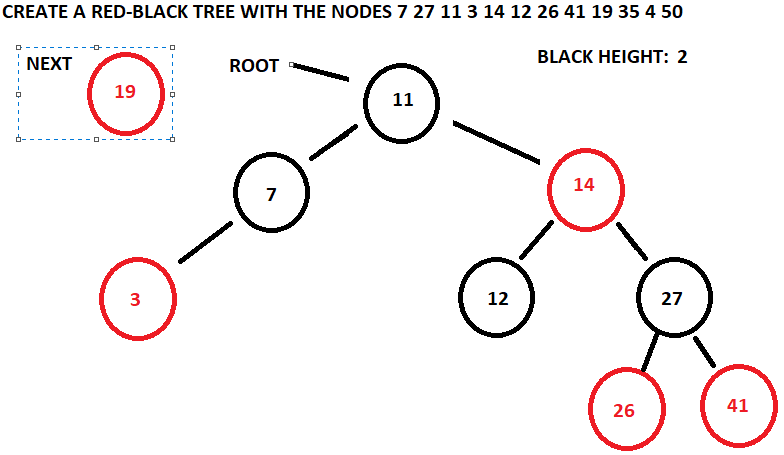 CREATE A RED-BLACK TREE WITH THE NODES 7 27 11 3 14 12 26 41 19 35 4 50
NEXT
19
ROOT
BLACK HEIGHT: 2
11
7
14
3
12
27
26
41